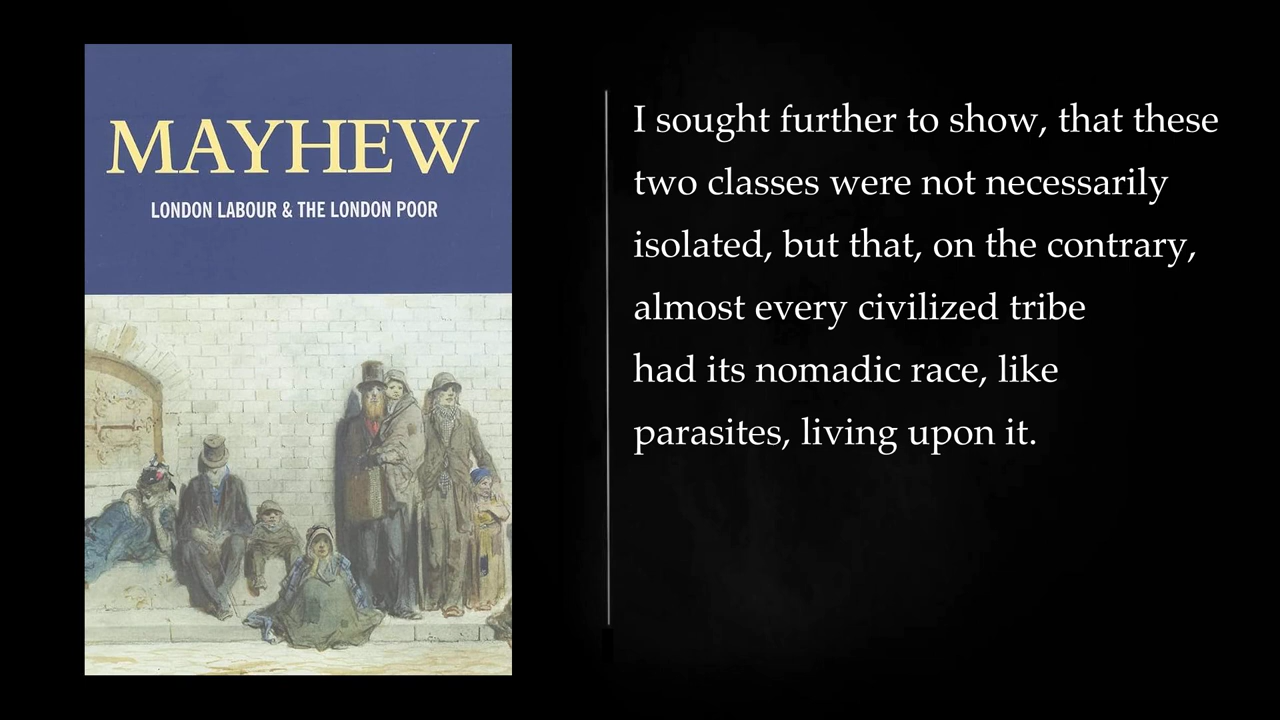 MAYHEW
LONDON LABOUR & THE LONDON POOR
I sought further to show, that these
two classes were not necessarily
isolated, but that, on the contrary,
almost every civilized tribe
had its nomadic race, like
parasites, living upon it.